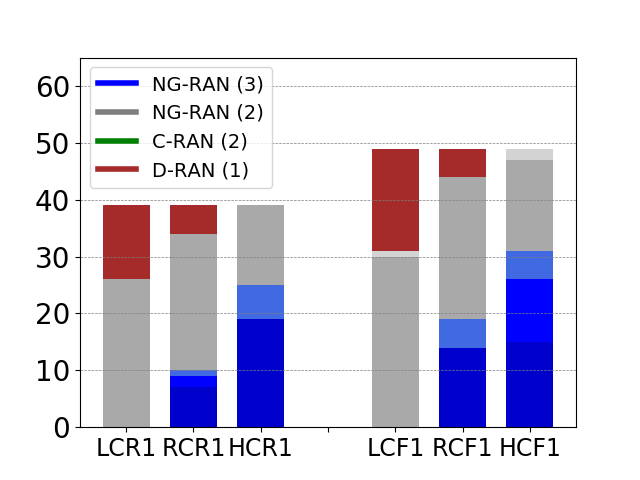 60
50
40
30
20
10
0
NG-RAN (3)
NG-RAN (2)
C-RAN (2)
D-RAN (1)
LCR1 RCR1 HCR1 LCF1 RCF1 HCF1